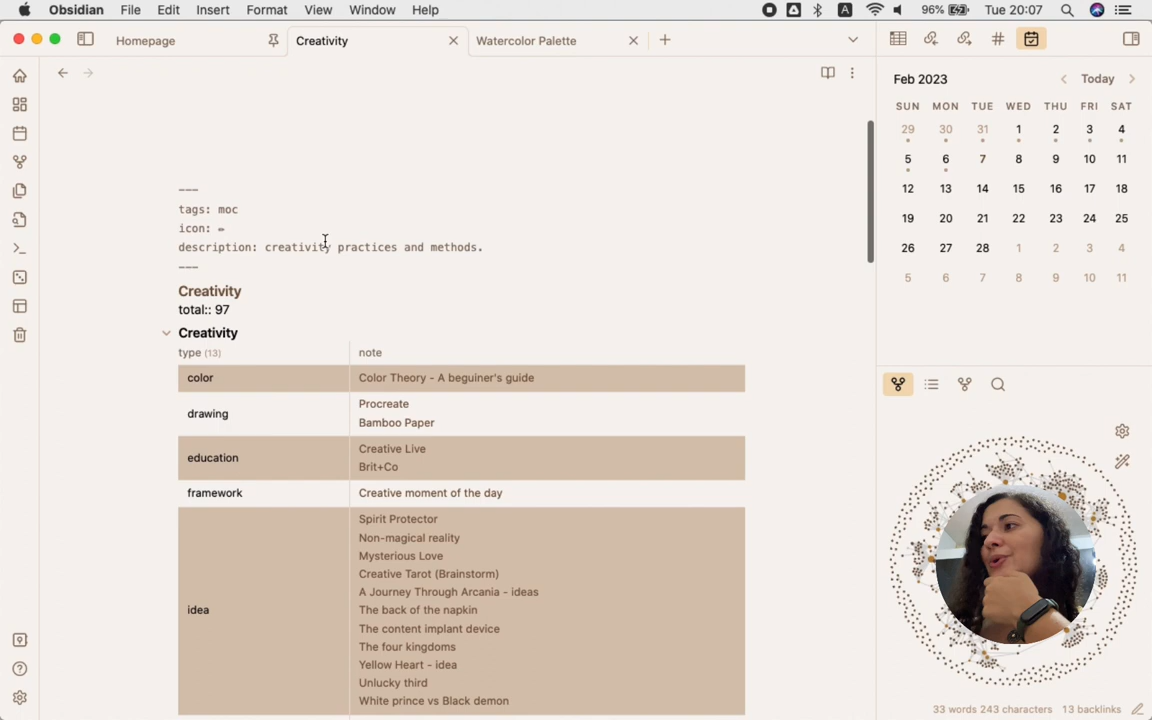 Obsidian File Edit Insert Format View Window Help
A 96% Tue 20:07
Homepage Creativity Watercolor Palette
Feb 2023 Today
SUN MON TUE WED THU FRI SAT
29 30 31 1 2 3 4
5 6 7 8 9 10 11
12 13 14 15 16 17 18
19 20 21 22 23 24 25
26 27 28 1 2 3 4
5 6 7 8 9 10 11
---
tags: moc
icon: ✏
description: creativity practices and methods.
---
Creativity
total:: 97
Creativity
type (13) note
color Color Theory - A beguiner's guide
drawing Procreate
Bamboo Paper
education Creative Live
Brit+Co
framework Creative moment of the day
idea Spirit Protector
Non-magical reality
Mysterious Love
Creative Tarot (Brainstorm)
A Journey Through Arcania - ideas
The back of the napkin
The content implant device
The four kingdoms
Yellow Heart - idea
Unlucky third
White prince vs Black demon
33 words 243 characters 13 backlinks